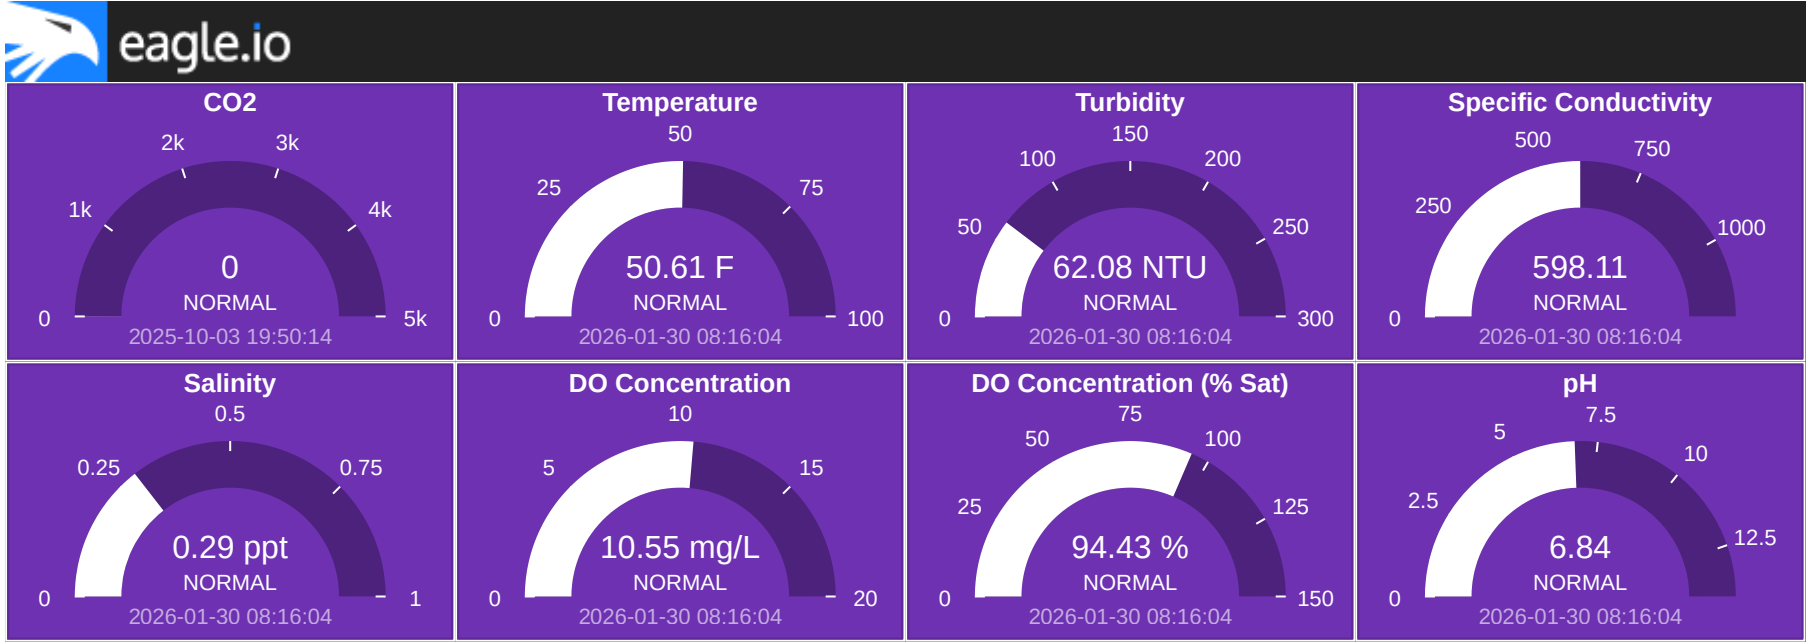 eagle.io
CO2
0
1k
2k
3k
4k
5k
0
NORMAL
2025-10-03 19:50:14
Temperature
0
25
50
75
100
50.61 F
NORMAL
2026-01-30 08:16:04
Turbidity
0
50
100
150
200
250
300
62.08 NTU
NORMAL
2026-01-30 08:16:04
Specific Conductivity
0
250
500
750
1000
598.11
NORMAL
2026-01-30 08:16:04
Salinity
0
0.25
0.5
0.75
1
0.29 ppt
NORMAL
2026-01-30 08:16:04
DO Concentration
0
5
10
15
20
10.55 mg/L
NORMAL
2026-01-30 08:16:04
DO Concentration (% Sat)
0
25
50
75
100
125
150
94.43 %
NORMAL
2026-01-30 08:16:04
pH
0
2.5
5
7.5
10
12.5
6.84
NORMAL
2026-01-30 08:16:04